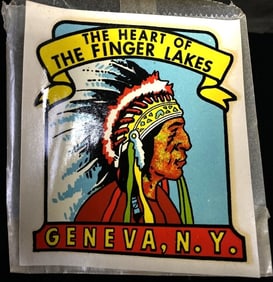 THE HEART OF
THE FINGER LAKES
GENEVA, N.Y.